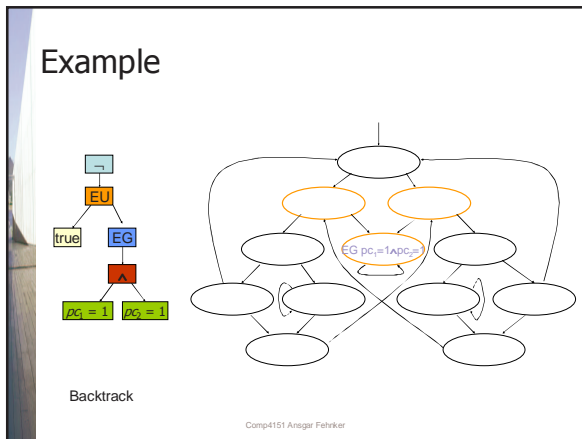 Example
¬
EU
true
EG
EG pc₁=1∧pc₂=1
∧
pc₁ = 1
pc₂ = 1
Backtrack
Comp4151 Ansgar Fehnker